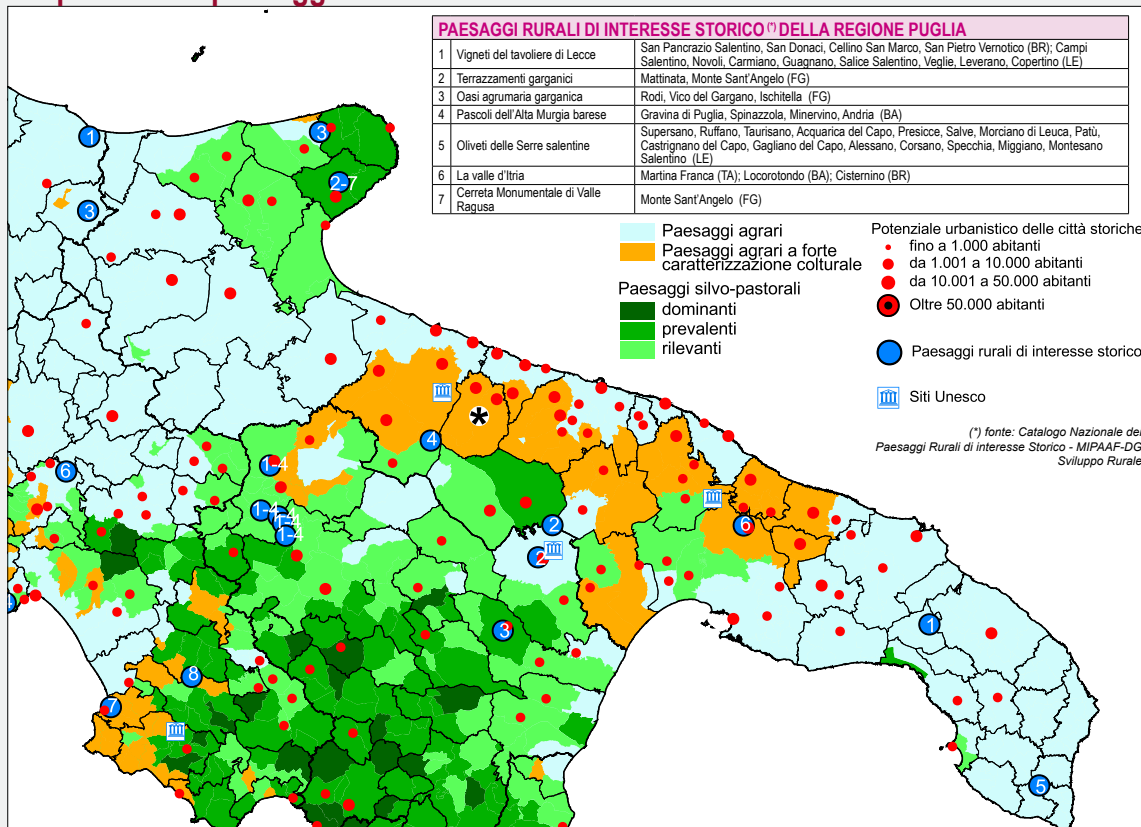 PAESAGGI RURALI DI INTERESSE STORICO (*) DELLA REGIONE PUGLIA
1 Vigneti del tavoliere di Lecce
San Pancrazio Salentino, San Donaci, Cellino San Marco, San Pietro Vernotico (BR); Campi
Salentino, Novoli, Carmiano, Guagnano, Salice Salentino, Veglie, Leverano, Copertino (LE)
2 Terrazzamenti garganici
Mattinata, Monte Sant'Angelo (FG)
3 Oasi agrumaria garganica
Rodi, Vico del Gargano, Ischitella (FG)
4 Pascoli dell'Alta Murgia barese
Gravina di Puglia, Spinazzola, Minervino, Andria (BA)
5 Oliveti delle Serre salentine
Supersano, Ruffano, Taurisano, Acquarica del Capo, Presicce, Salve, Morciano di Leuca, Patù,
Castrignano del Capo, Gagliano del Capo, Alessano, Corsano, Specchia, Miggiano, Montesano
Salentino (LE)
6 La valle d'Itria
Martina Franca (TA); Locorotondo (BA); Cisternino (BR)
7 Cerreta Monumentale di Valle
Ragusa
Monte Sant'Angelo (FG)
Paesaggi agrari
Paesaggi agrari a forte
caratterizzazione colturale
Paesaggi silvo-pastorali
dominanti
prevalenti
rilevanti
Potenziale urbanistico delle città storiche
fino a 1.000 abitanti
da 1.001 a 10.000 abitanti
da 10.001 a 50.000 abitanti
Oltre 50.000 abitanti
Paesaggi rurali di interesse storico
Siti Unesco
(*) fonte: Catalogo Nazionale dei
Paesaggi Rurali di interesse Storico - MIPAAF-DG
Sviluppo Rurale
1
3
2-7
3
4
*
6
1-4
1-4
1-4
1-4
2
6
2
3
1
8
7
5